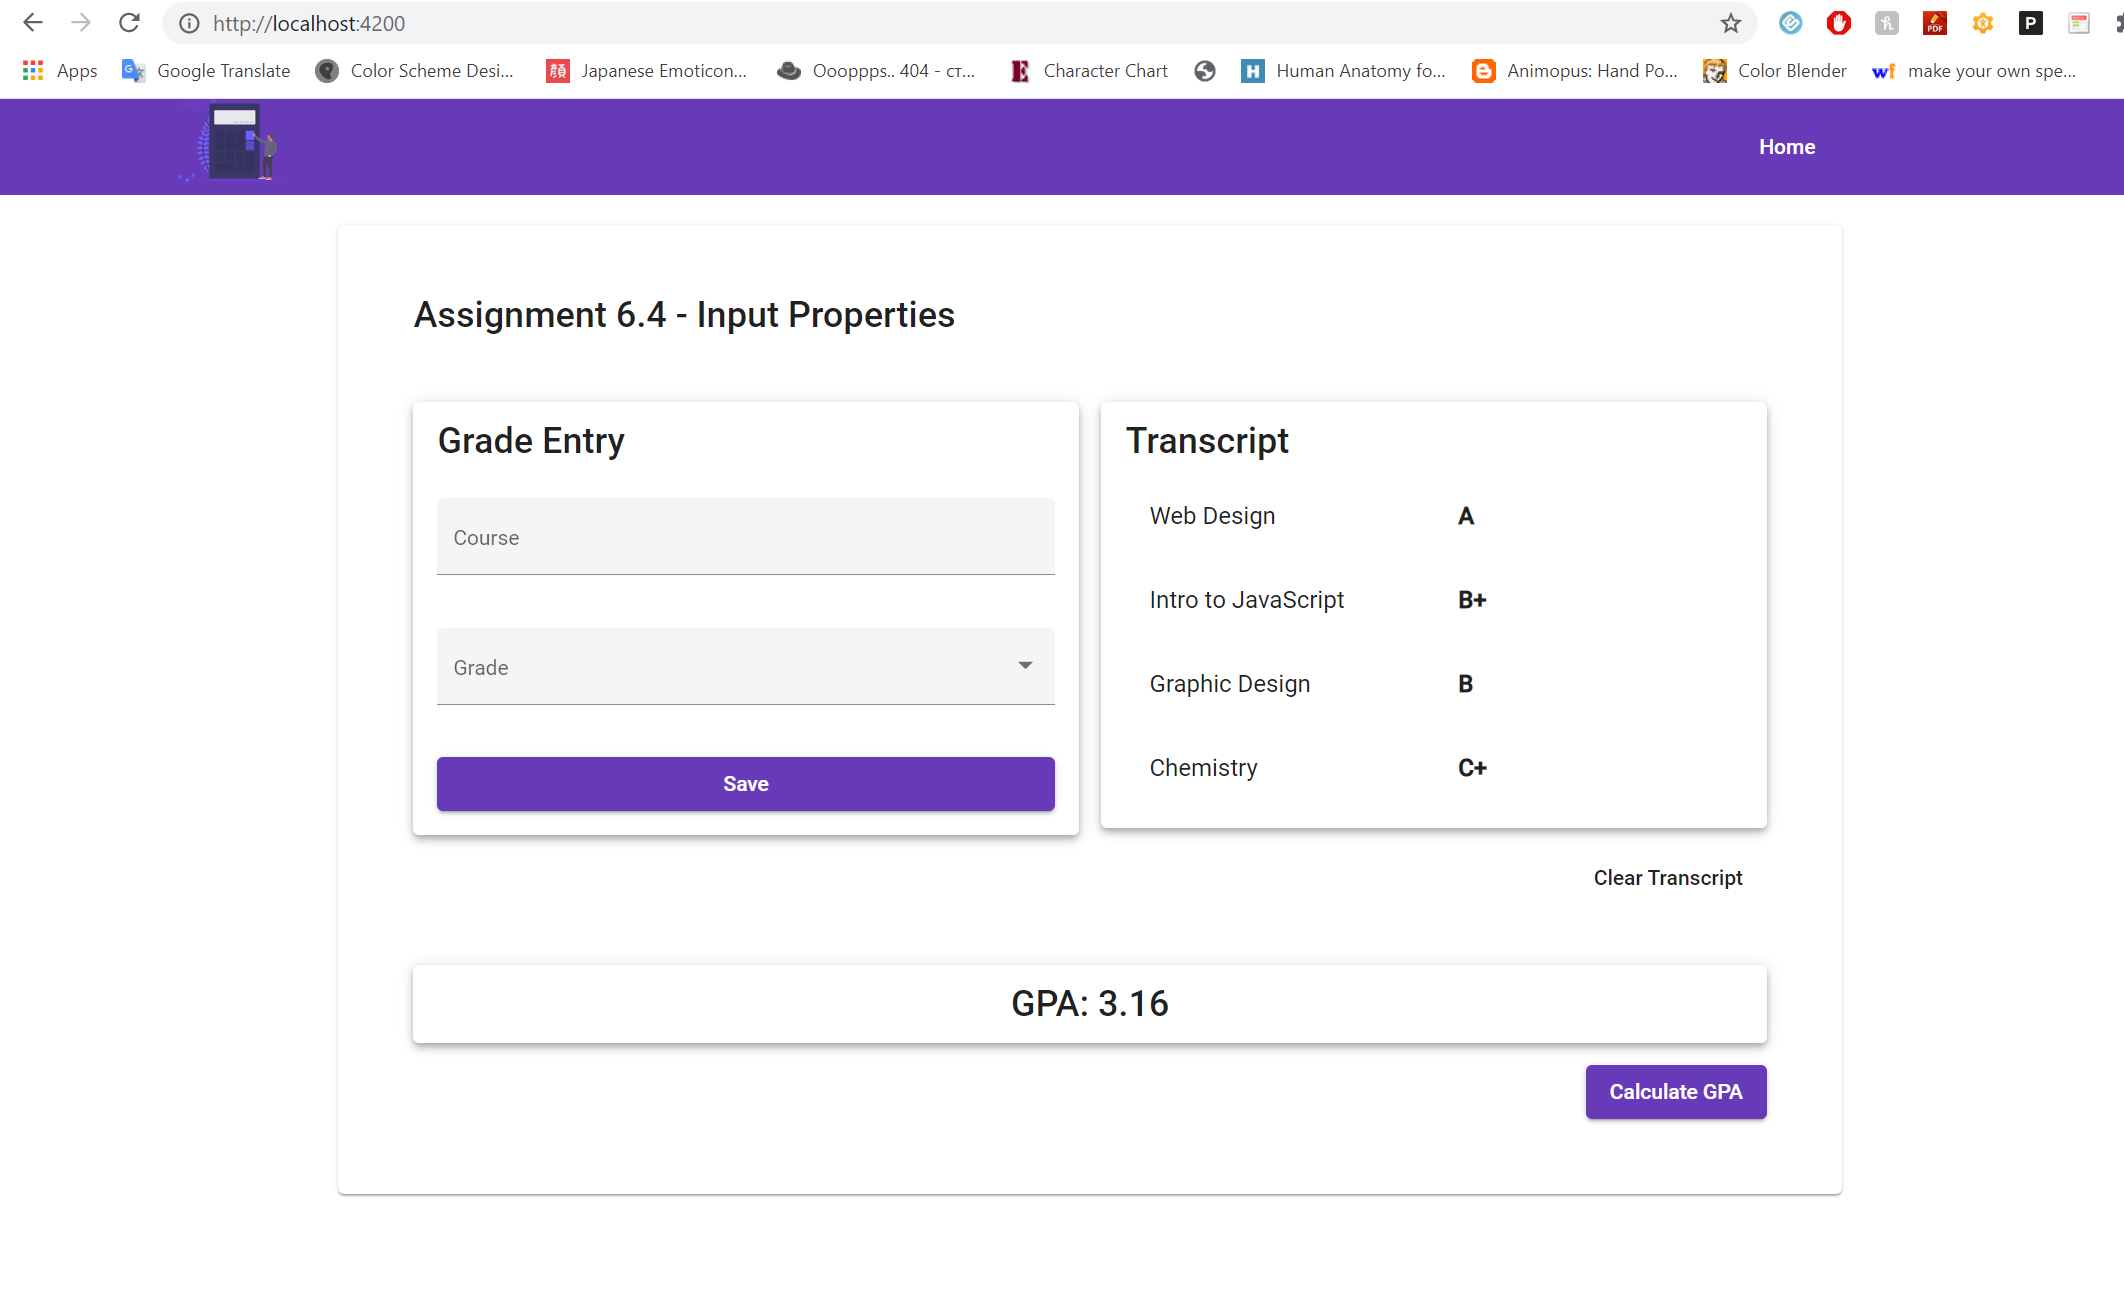 http://localhost:4200
Apps Google Translate Color Scheme Desi... Japanese Emoticon... Ooopppps.. 404 - ст... Character Chart Human Anatomy fo... Animopus: Hand Po... Color Blender make your own spe...
Home
Assignment 6.4 - Input Properties
Grade Entry
Course
Grade
Save
Transcript
Web Design A
Intro to JavaScript B+
Graphic Design B
Chemistry C+
Clear Transcript
GPA: 3.16
Calculate GPA